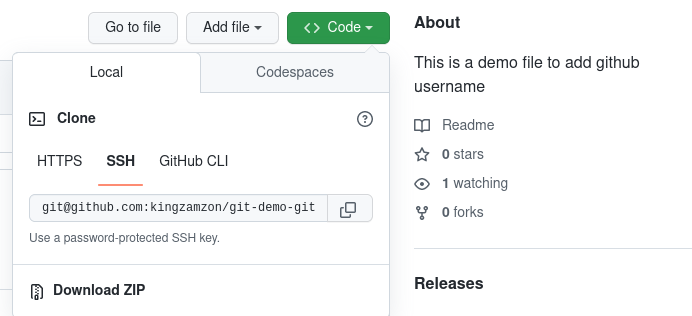 Go to file
Add file
Code
Local
Codespaces
Clone
HTTPS
SSH
GitHub CLI
git@github.com:kingzamzon/git-demo-git
Use a password-protected SSH key.
Download ZIP
About
This is a demo file to add github
username
Readme
0 stars
1 watching
0 forks
Releases